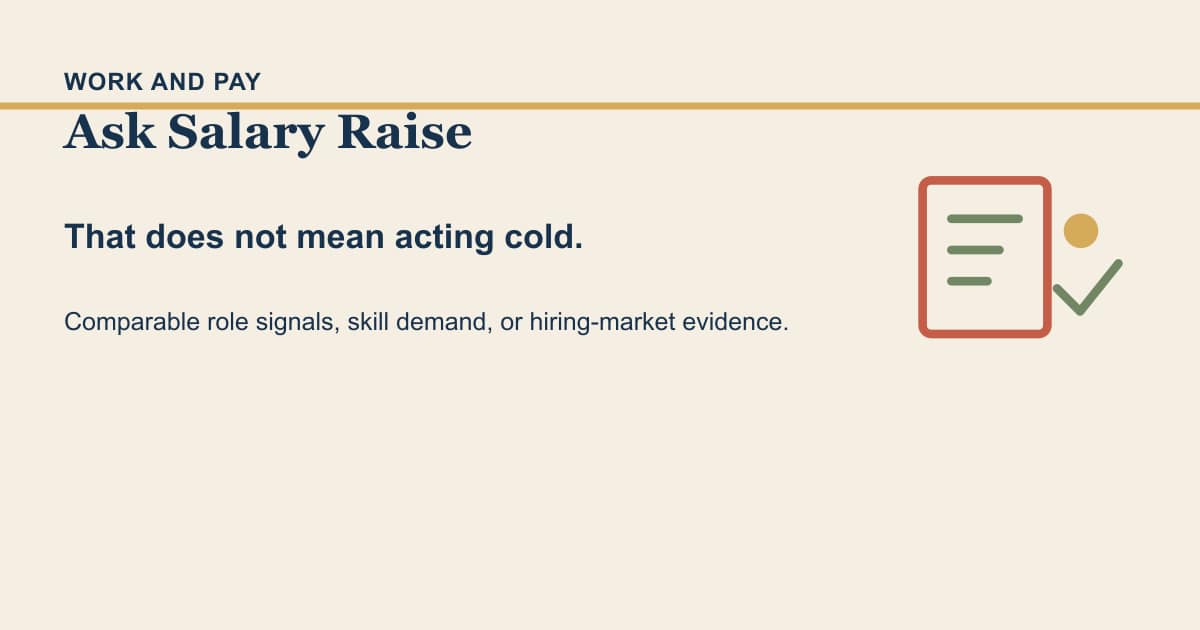 WORK AND PAY
Ask Salary Raise
That does not mean acting cold.
Comparable role signals, skill demand, or hiring-market evidence.